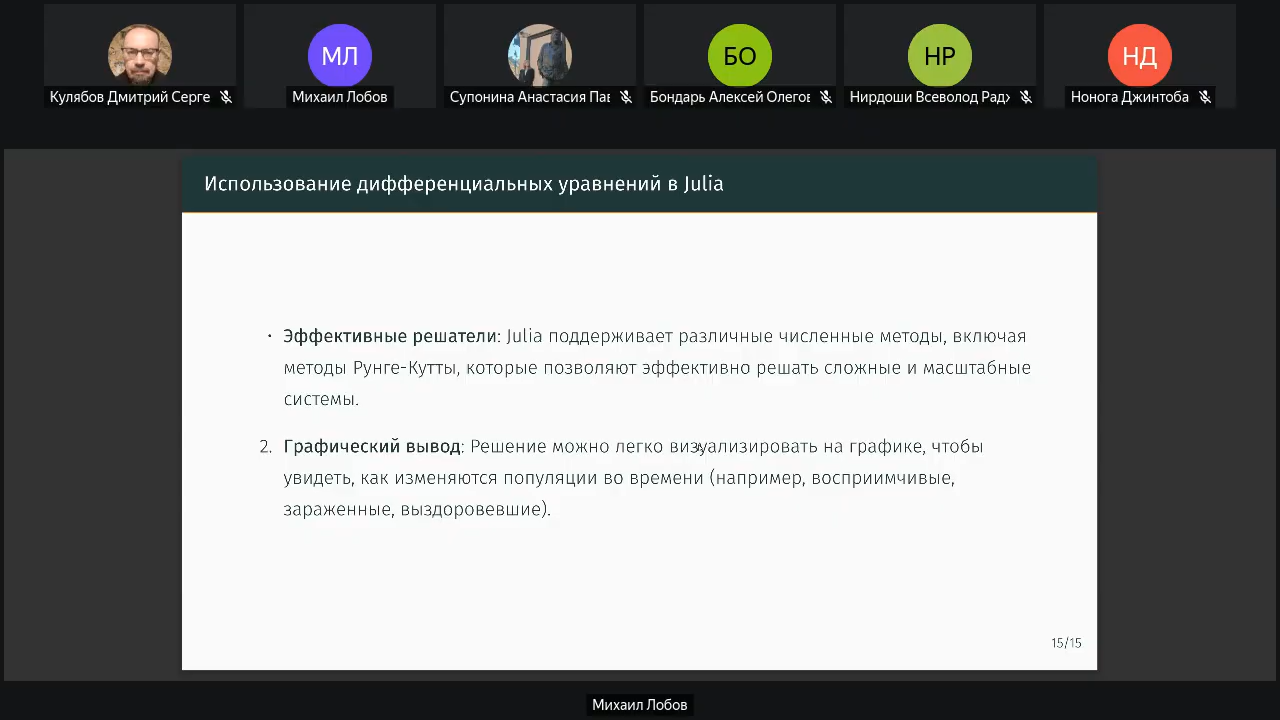 МЛ
БО
НР
НД
Кулябов Дмитрий Серге
Михаил Лобов
Супонина Анастасия Пав
Бондарь Алексей Олегов
Нирдоши Всеволод Радж
Нонога Джинтоба
Использование дифференциальных уравнений в Julia
· Эффективные решатели: Julia поддерживает различные численные методы, включая
методы Рунге-Кутты, которые позволяют эффективно решать сложные и масштабные
системы.
2. Графический вывод: Решение можно легко визуализировать на графике, чтобы
увидеть, как изменяются популяции во времени (например, восприимчивые,
зараженные, выздоровевшие).
15/15
Михаил Лобов